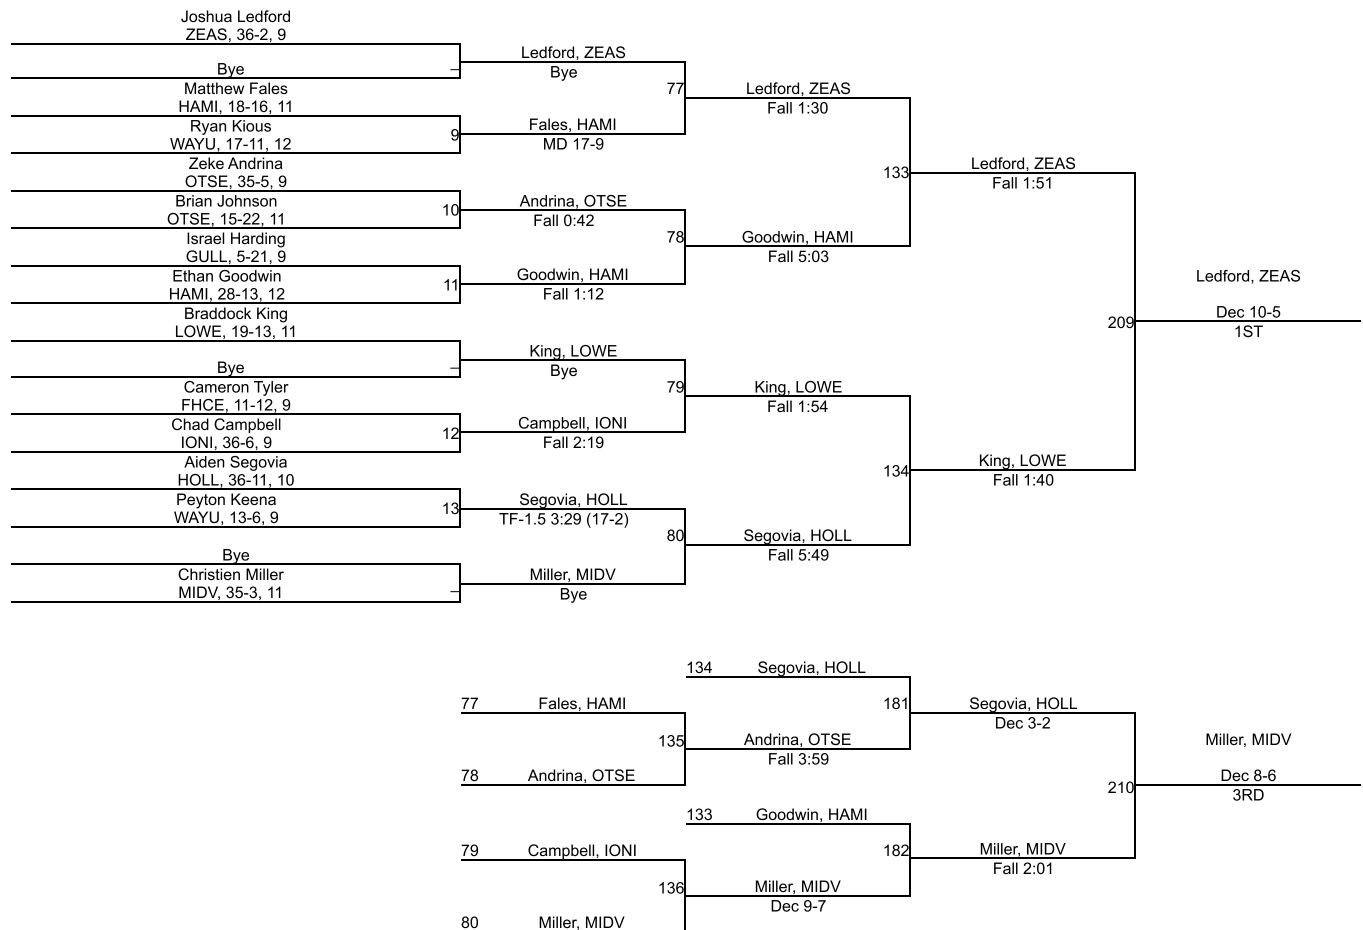 Joshua Ledford
ZEAS, 36-2, 9
Bye
–
Matthew Fales
HAMI, 18-16, 11
Ryan Kious
WAYU, 17-11, 12
9
Zeke Andrina
OTSE, 35-5, 9
Brian Johnson
OTSE, 15-22, 11
10
Israel Harding
GULL, 5-21, 9
Ethan Goodwin
HAMI, 28-13, 12
11
Braddock King
LOWE, 19-13, 11
Bye
–
Cameron Tyler
FHCE, 11-12, 9
Chad Campbell
IONI, 36-6, 9
12
Aiden Segovia
HOLL, 36-11, 10
Peyton Keena
WAYU, 13-6, 9
13
Bye
Christien Miller
MIDV, 35-3, 11
–
Ledford, ZEAS
Bye
77
Fales, HAMI
MD 17-9
Andrina, OTSE
Fall 0:42
78
Goodwin, HAMI
Fall 1:12
King, LOWE
Bye
79
Campbell, IONI
Fall 2:19
Segovia, HOLL
TF-1.5 3:29 (17-2)
80
Miller, MIDV
Bye
Ledford, ZEAS
Fall 1:30
133
Goodwin, HAMI
Fall 5:03
King, LOWE
Fall 1:54
134
Segovia, HOLL
Fall 5:49
Ledford, ZEAS
Fall 1:51
209
King, LOWE
Fall 1:40
Ledford, ZEAS
Dec 10-5
1ST
134 Segovia, HOLL
77 Fales, HAMI
181
135
Andrina, OTSE
Fall 3:59
78 Andrina, OTSE
Segovia, HOLL
Dec 3-2
133 Goodwin, HAMI
79 Campbell, IONI
182
136
Miller, MIDV
Dec 9-7
80 Miller, MIDV
Miller, MIDV
Fall 2:01
210
Miller, MIDV
Dec 8-6
3RD